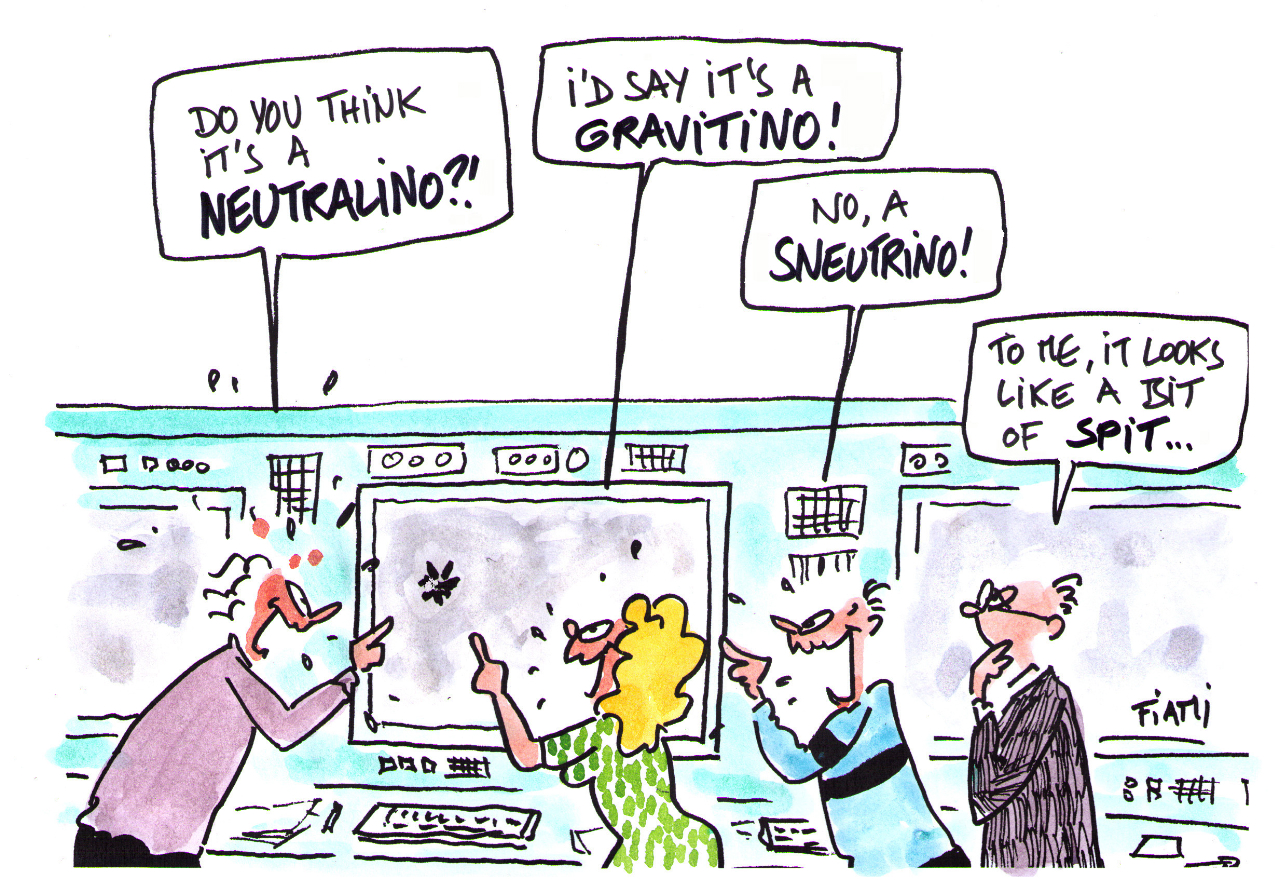 DO YOU THINK
iT'S A
NEUTRALiNO?!
i'D SAY iT'S A
GRAViTiNO!
NO, A
SNEUTRiNO!
TO ME, iT LOOKS
LiKE A BiT
OF SPiT...
FiAMi